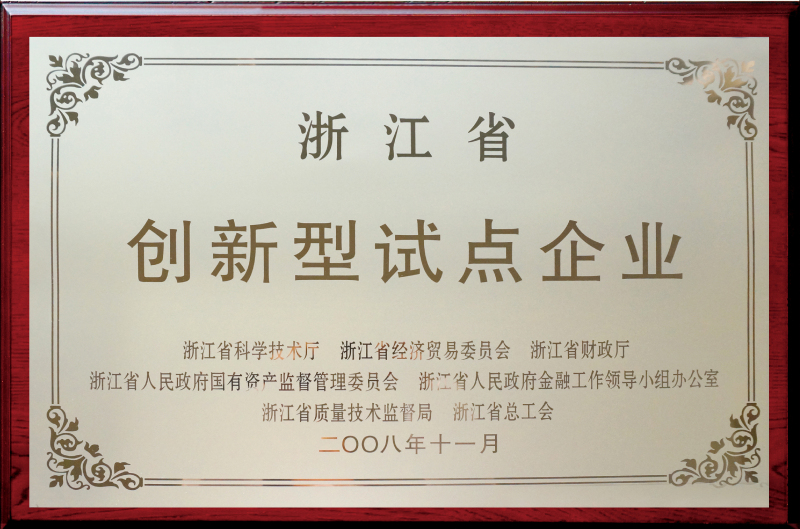 浙江省
创新型试点企业
浙江省科学技术厅 浙江省经济贸易委员会 浙江省财政厅
浙江省人民政府国有资产监督管理委员会 浙江省人民政府金融工作领导小组办公室
浙江省质量技术监督局 浙江省总工会
二〇〇八年十一月